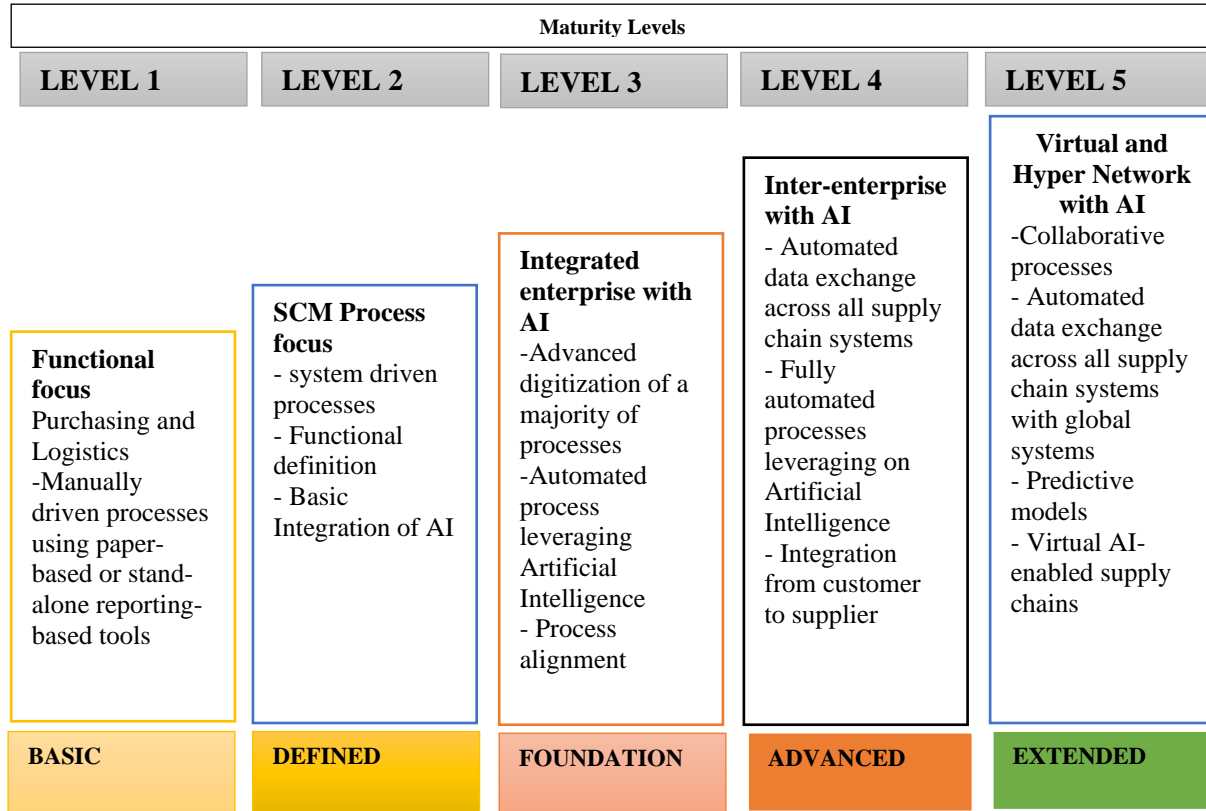 Maturity Levels
LEVEL 1
LEVEL 2
LEVEL 3
LEVEL 4
LEVEL 5
Functional
focus
Purchasing and
Logistics
-Manually
driven processes
using paper-
based or stand-
alone reporting-
based tools
SCM Process
focus
- system driven
processes
- Functional
definition
- Basic
Integration of AI
Integrated
enterprise with
AI
-Advanced
digitization of a
majority of
processes
-Automated
process
leveraging
Artificial
Intelligence
- Process
alignment
Inter-enterprise
with AI
- Automated
data exchange
across all supply
chain systems
- Fully
automated
processes
leveraging on
Artificial
Intelligence
- Integration
from customer
to supplier
Virtual and
Hyper Network
with AI
-Collaborative
processes
- Automated
data exchange
across all supply
chain systems
with global
systems
- Predictive
models
- Virtual AI-
enabled supply
chains
BASIC
DEFINED
FOUNDATION
ADVANCED
EXTENDED